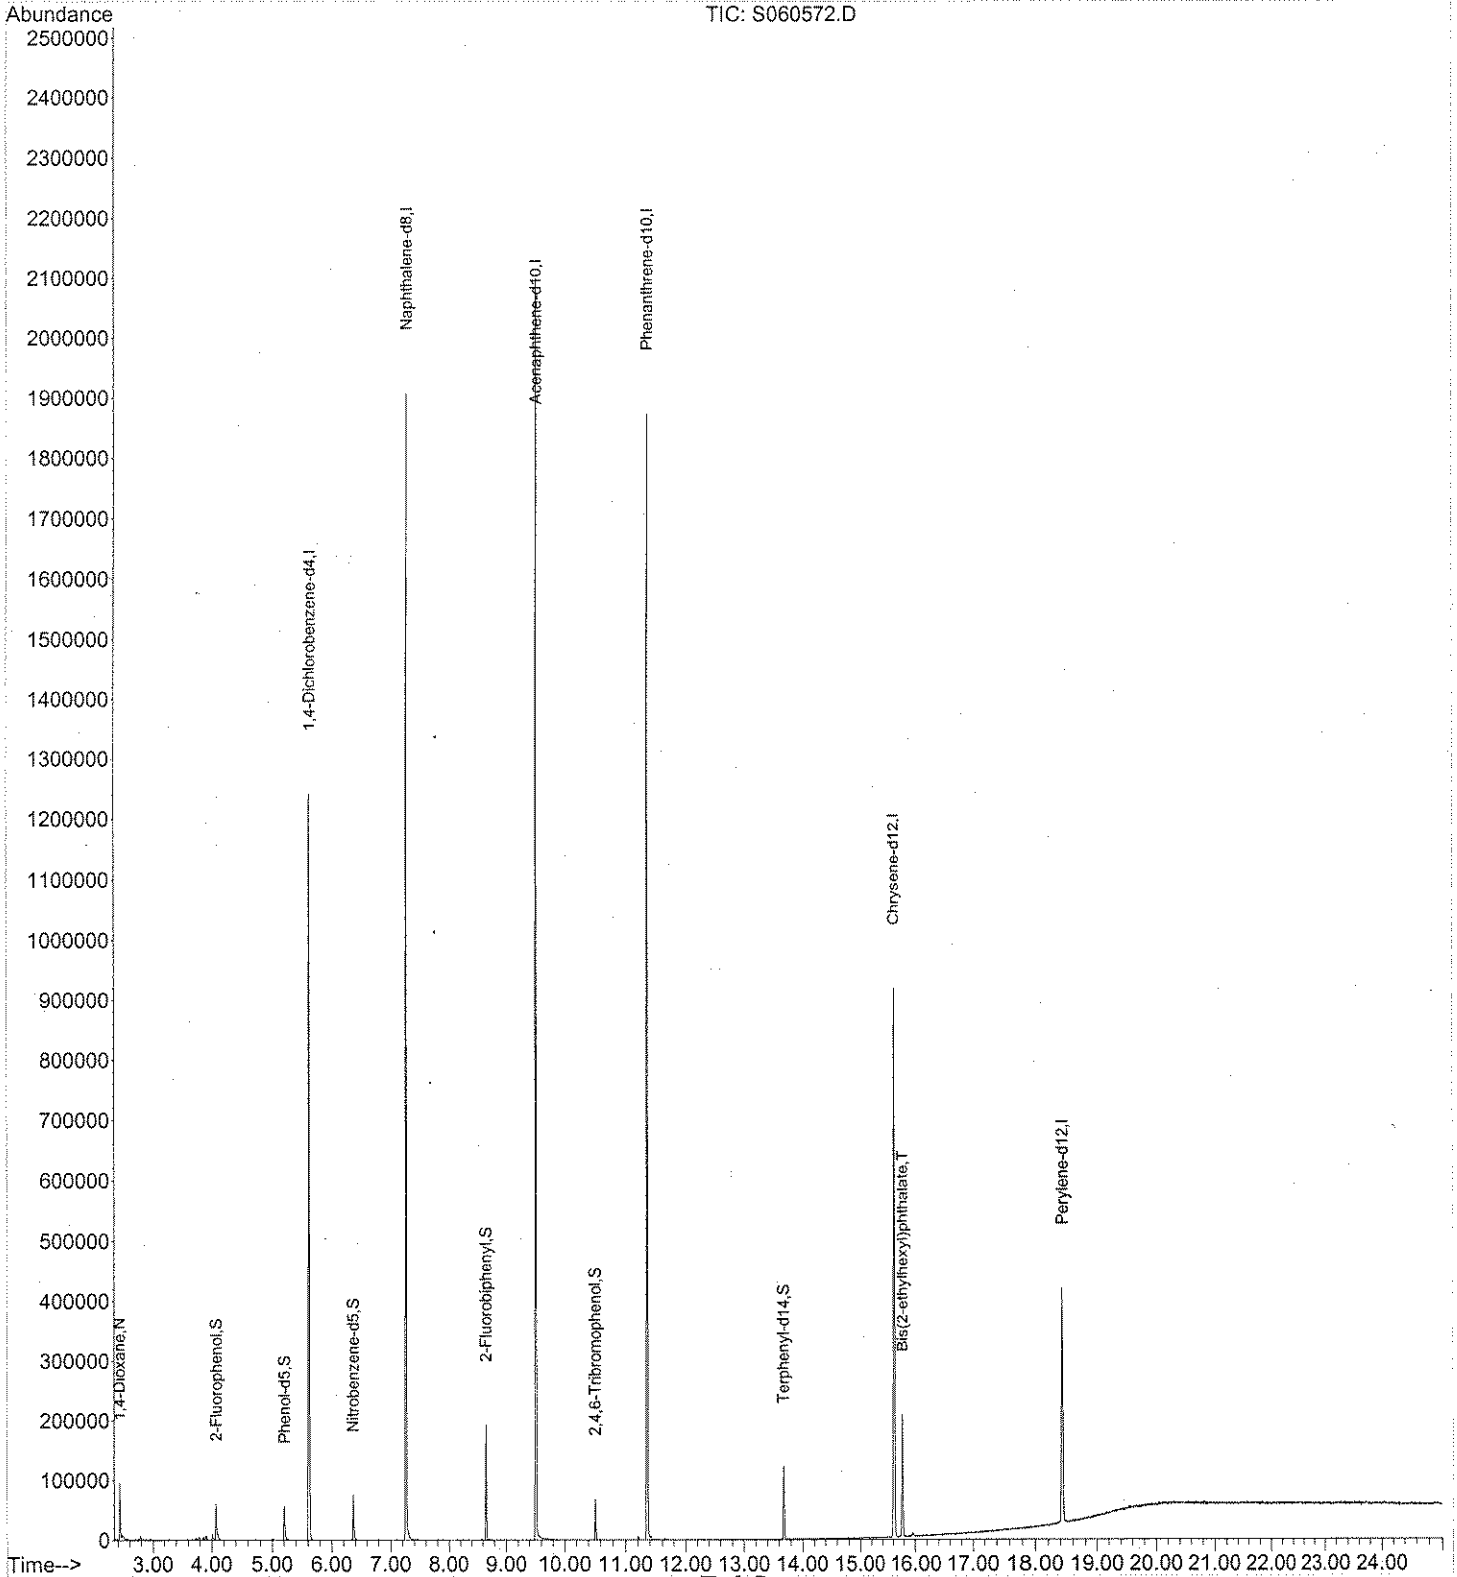 Abundance
TIC: S060572.D
2500000
2400000
2300000
2200000
2100000
2000000
1900000
1800000
1700000
1600000
1500000
1400000
1300000
1200000
1100000
1000000
900000
800000
700000
600000
500000
400000
300000
200000
100000
0
1,4-Dioxane,N
2-Fluorophenol,S
Phenol-d5,S
1,4-Dichlorobenzene-d4,I
Nitrobenzene-d5,S
Naphthalene-d8,I
2-Fluorobiphenyl,S
Acenaphthene-d10,I
2,4,6-Tribromophenol,S
Phenanthrene-d10,I
Terphenyl-d14,S
Chrysene-d12,I
Bis(2-ethylhexyl)phthalate,T
Perylene-d12,I
Time--> 3.00 4.00 5.00 6.00 7.00 8.00 9.00 10.00 11.00 12.00 13.00 14.00 15.00 16.00 17.00 18.00 19.00 20.00 21.00 22.00 23.00 24.00